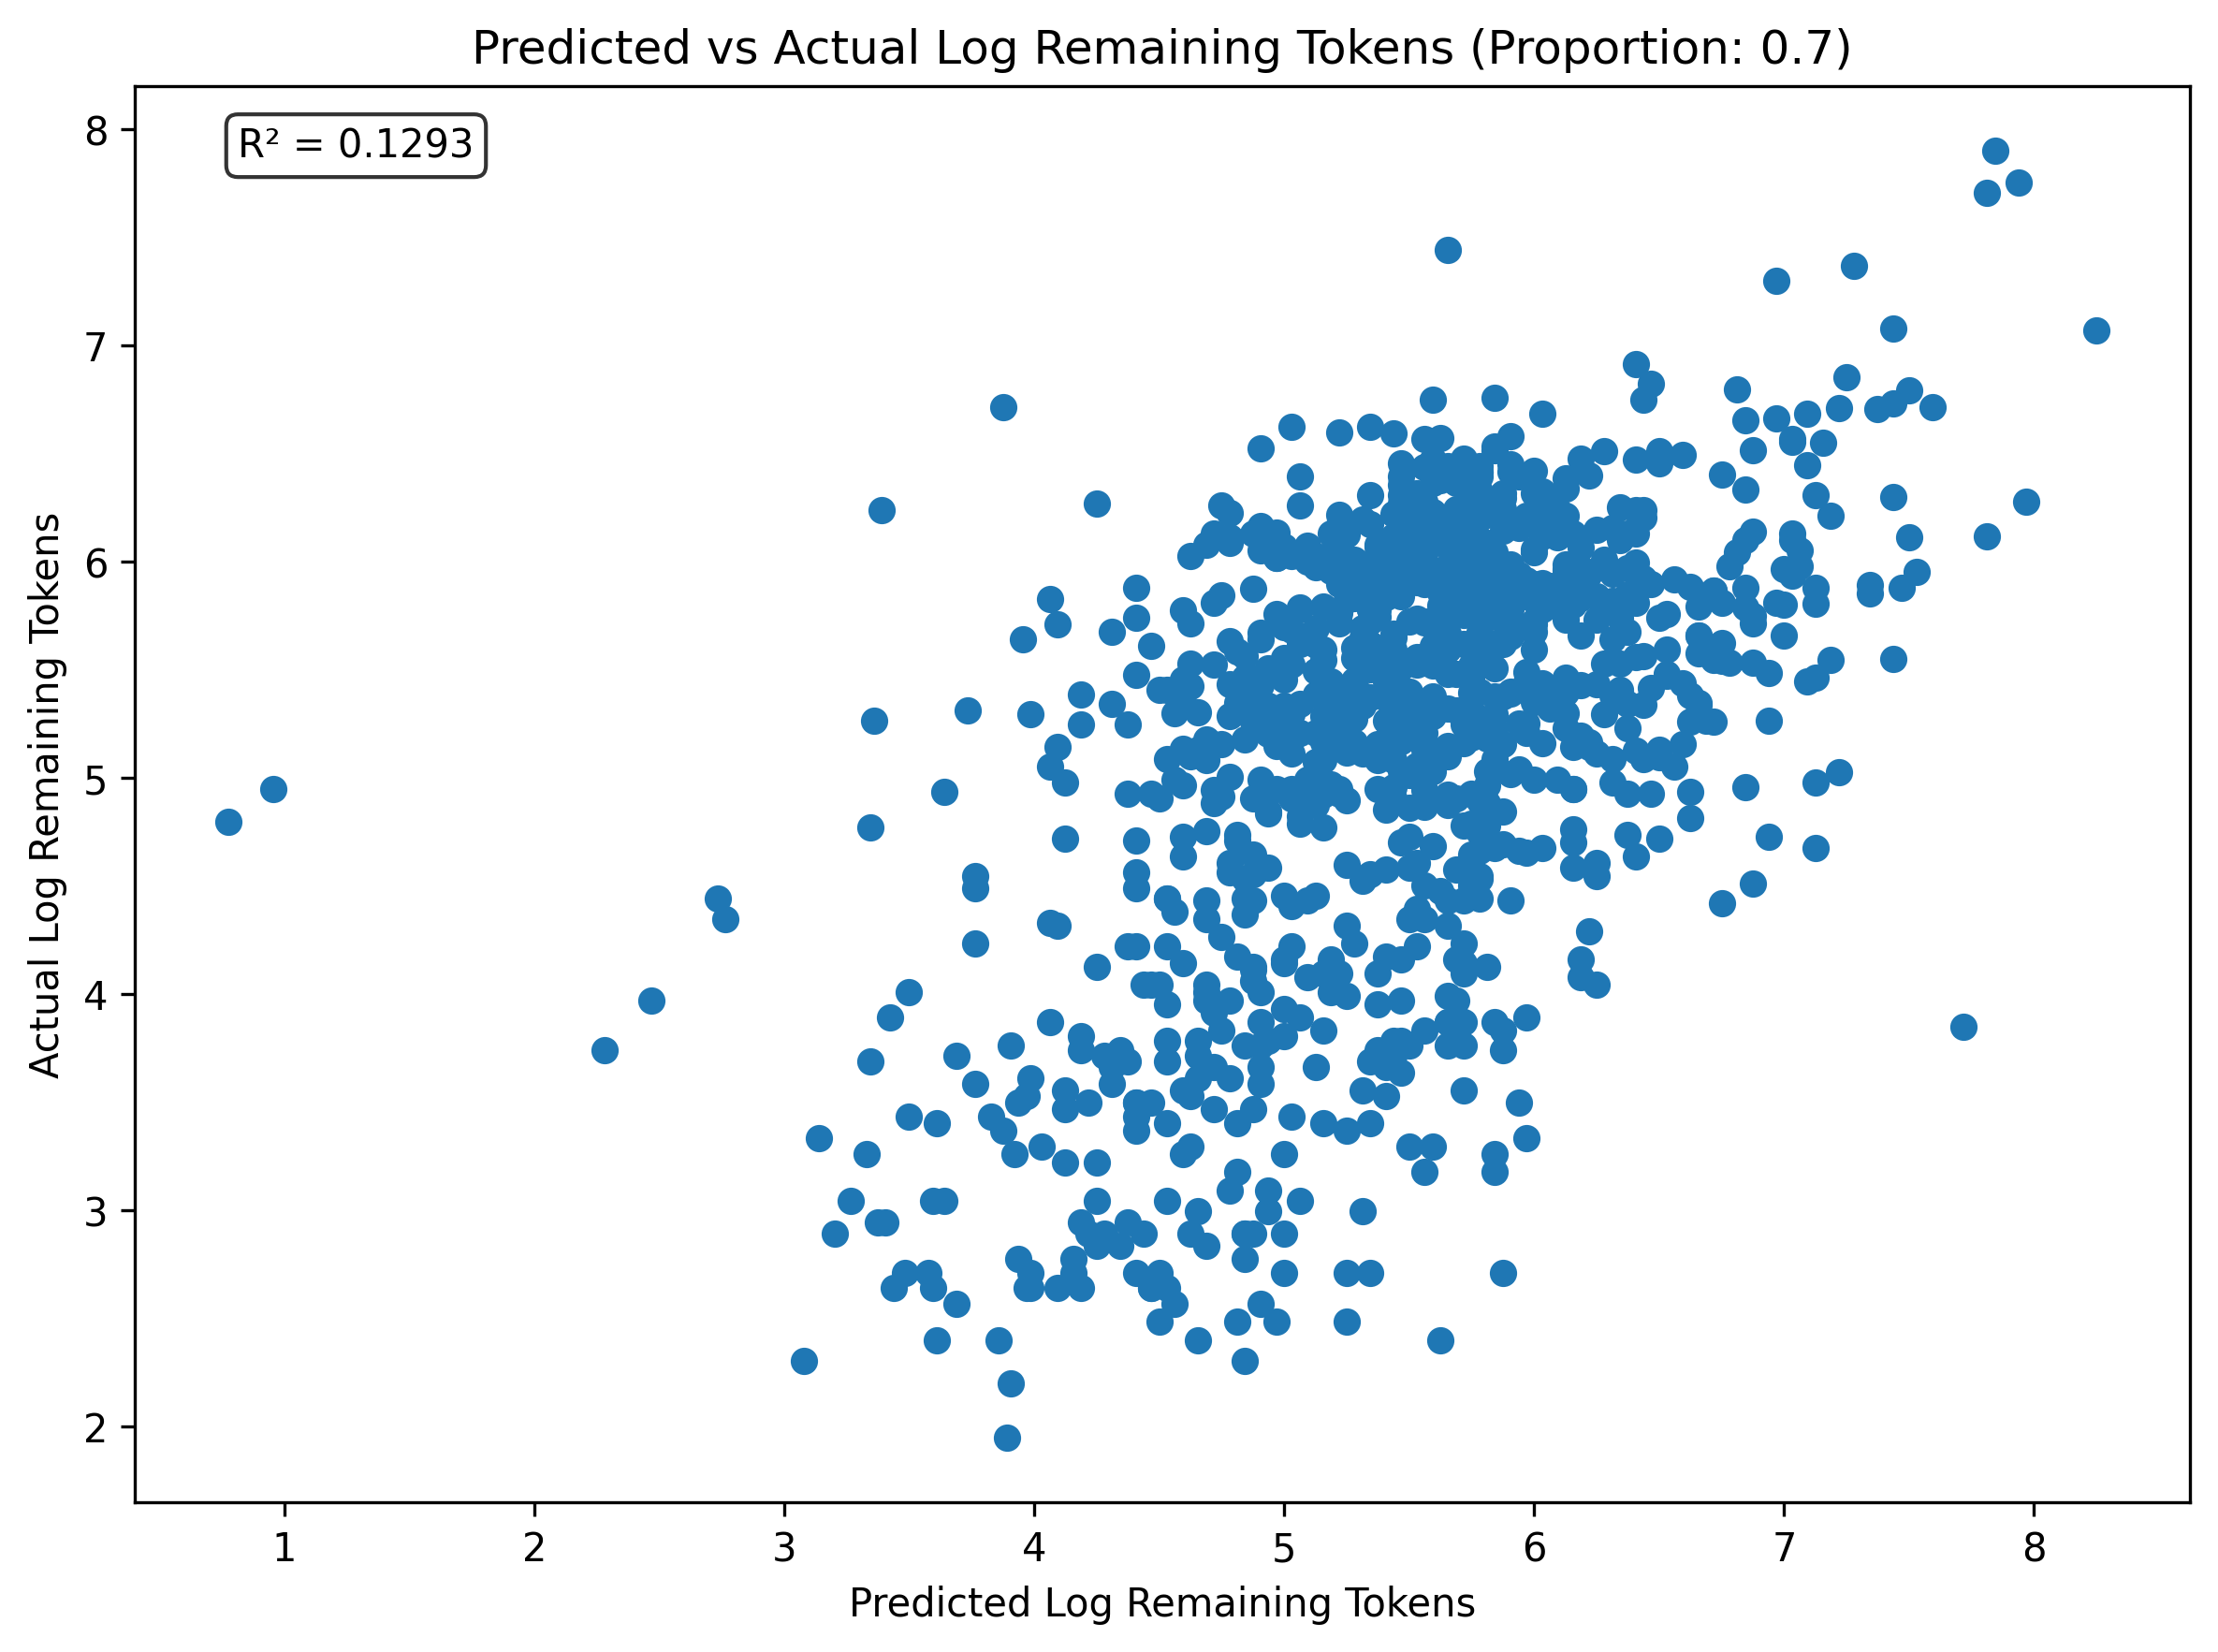 Predicted vs Actual Log Remaining Tokens (Proportion: 0.7)
R² = 0.1293
8
7
6
5
4
3
2
Actual Log Remaining Tokens
1 2 3 4 5 6 7 8
Predicted Log Remaining Tokens